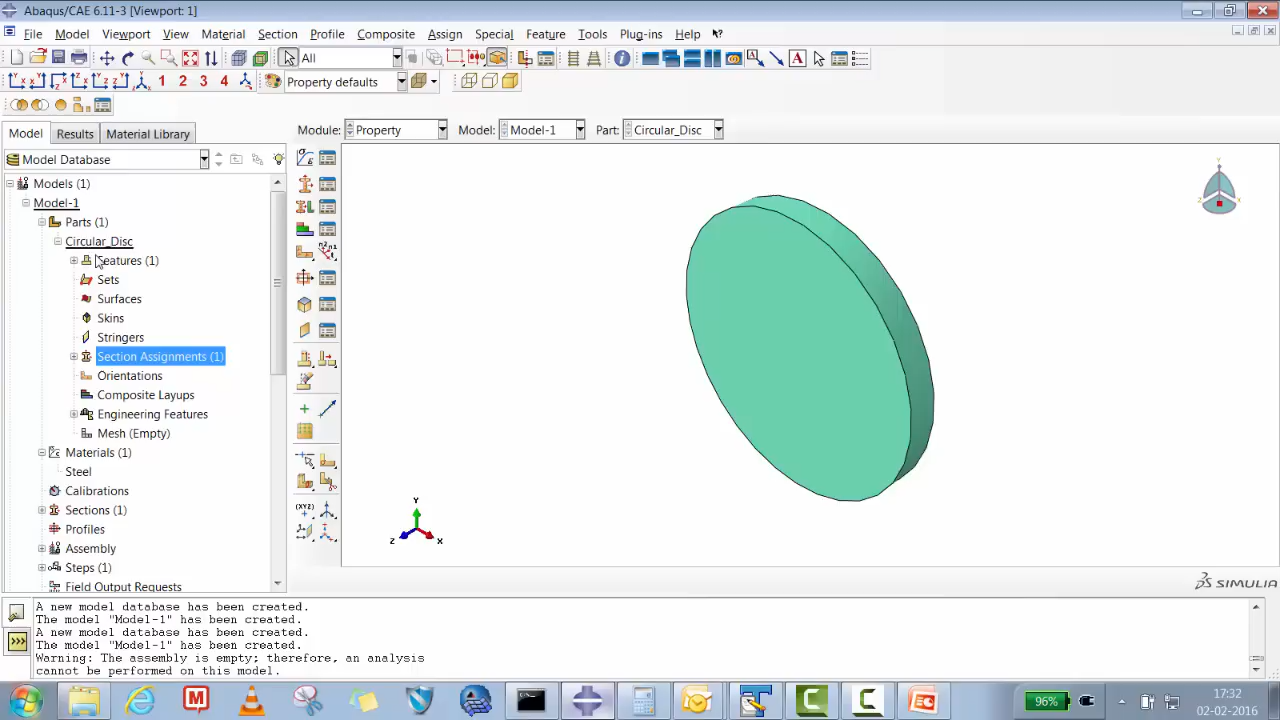 Abaqus/CAE 6.11-3 [Viewport: 1]
File Model Viewport View Material Section Profile Composite Assign Special Feature Tools Plug-ins Help
All
1 2 3 4 Property defaults
Model Results Material Library
Module: Property Model: Model-1 Part: Circular_Disc
Model Database
Models (1)
Model-1
Parts (1)
Circular_Disc
Features (1)
Sets
Surfaces
Skins
Stringers
Section Assignments (1)
Orientations
Composite Layups
Engineering Features
Mesh (Empty)
Materials (1)
Steel
Calibrations
Sections (1)
Profiles
Assembly
Steps (1)
Field Output Requests
Y
Z X
SIMULIA
A new model database has been created.
The model "Model-1" has been created.
A new model database has been created.
The model "Model-1" has been created.
Warning: The assembly is empty; therefore, an analysis
cannot be performed on this model.
96%
17:32
02-02-2016